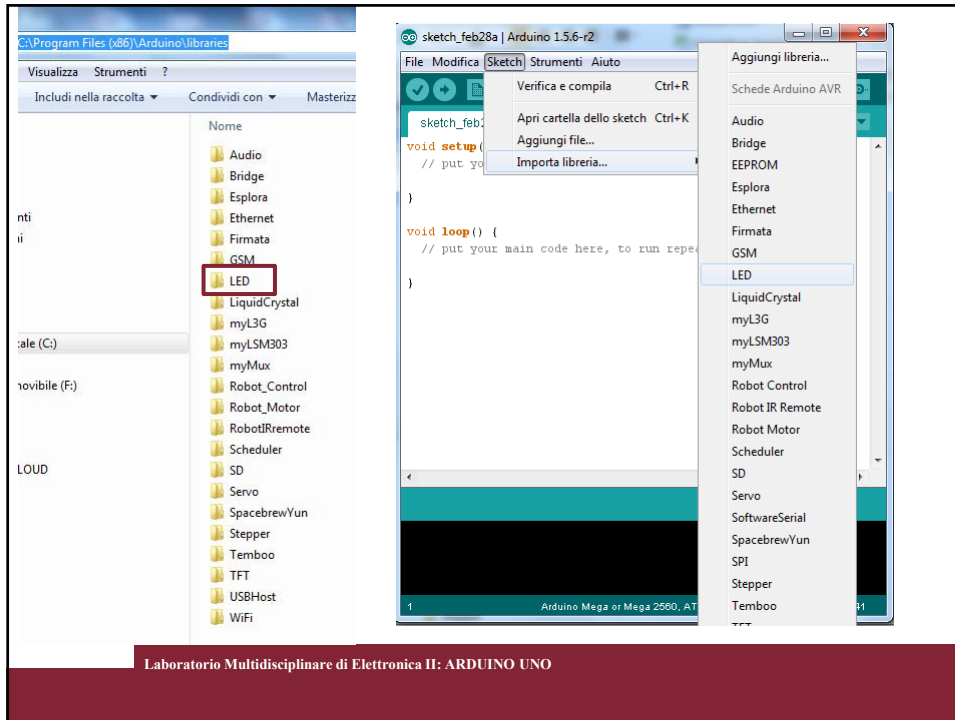 C:\Program Files (x86)\Arduino\libraries
Visualizza Strumenti ?
Includi nella raccolta Condividi con Masterizz
Nome
Audio
Bridge
Esplora
nti
Ethernet
ni
Firmata
GSM
LED
LiquidCrystal
myL3G
cale (C:)
myLSM303
myMux
novibile (F:)
Robot_Control
Robot_Motor
RobotIRremote
Scheduler
LOUD
SD
Servo
SpacebrewYun
Stepper
Temboo
TFT
USBHost
WiFi
sketch_feb28a | Arduino 1.5.6-r2
File Modifica Sketch Strumenti Aiuto
Verifica e compila Ctrl+R
Apri cartella dello sketch Ctrl+K
Aggiungi file...
Importa libreria...
sketch_feb2
void setup(
// put yo
}
void loop() {
// put your main code here, to run repea
}
1 Arduino Mega or Mega 2560, AT
41
Aggiungi libreria...
Schede Arduino AVR
Audio
Bridge
EEPROM
Esplora
Ethernet
Firmata
GSM
LED
LiquidCrystal
myL3G
myLSM303
myMux
Robot Control
Robot IR Remote
Robot Motor
Scheduler
SD
Servo
SoftwareSerial
SpacebrewYun
SPI
Stepper
Temboo
TFT
Laboratorio Multidisciplinare di Elettronica II: ARDUINO UNO